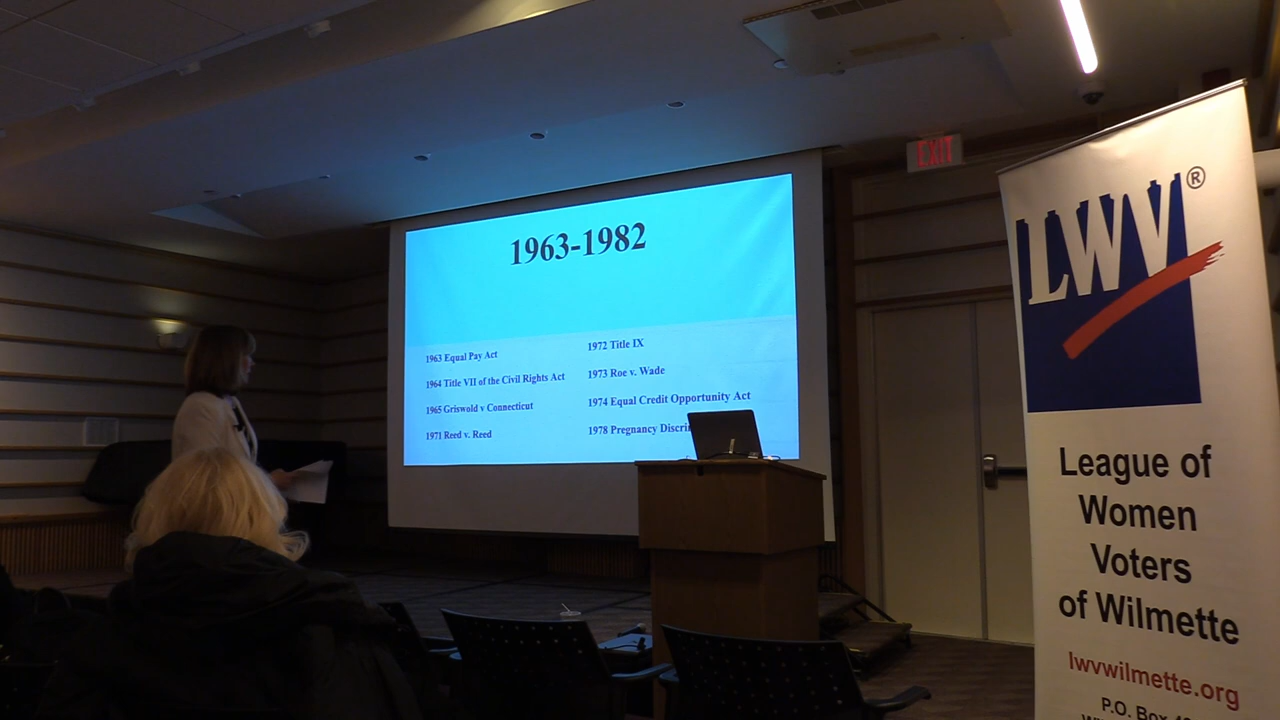 1963-1982
1963 Equal Pay Act
1964 Title VII of the Civil Rights Act
1965 Griswold v Connecticut
1971 Reed v. Reed
1972 Title IX
1973 Roe v. Wade
1974 Equal Credit Opportunity Act
1978 Pregnancy
EXIT
LWV®
League of
Women
Voters
of Wilmette
lwvwilmette.org
P.O. Box